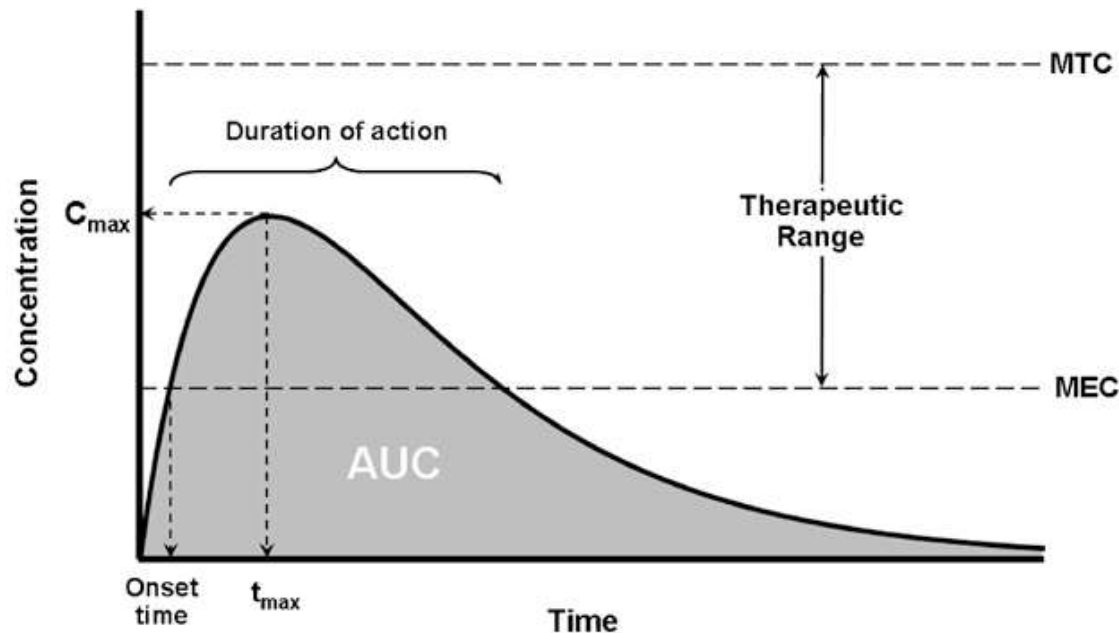 MTC
Duration of action
Therapeutic
Range
Cmax
Concentration
MEC
AUC
Onset
time
tmax
Time